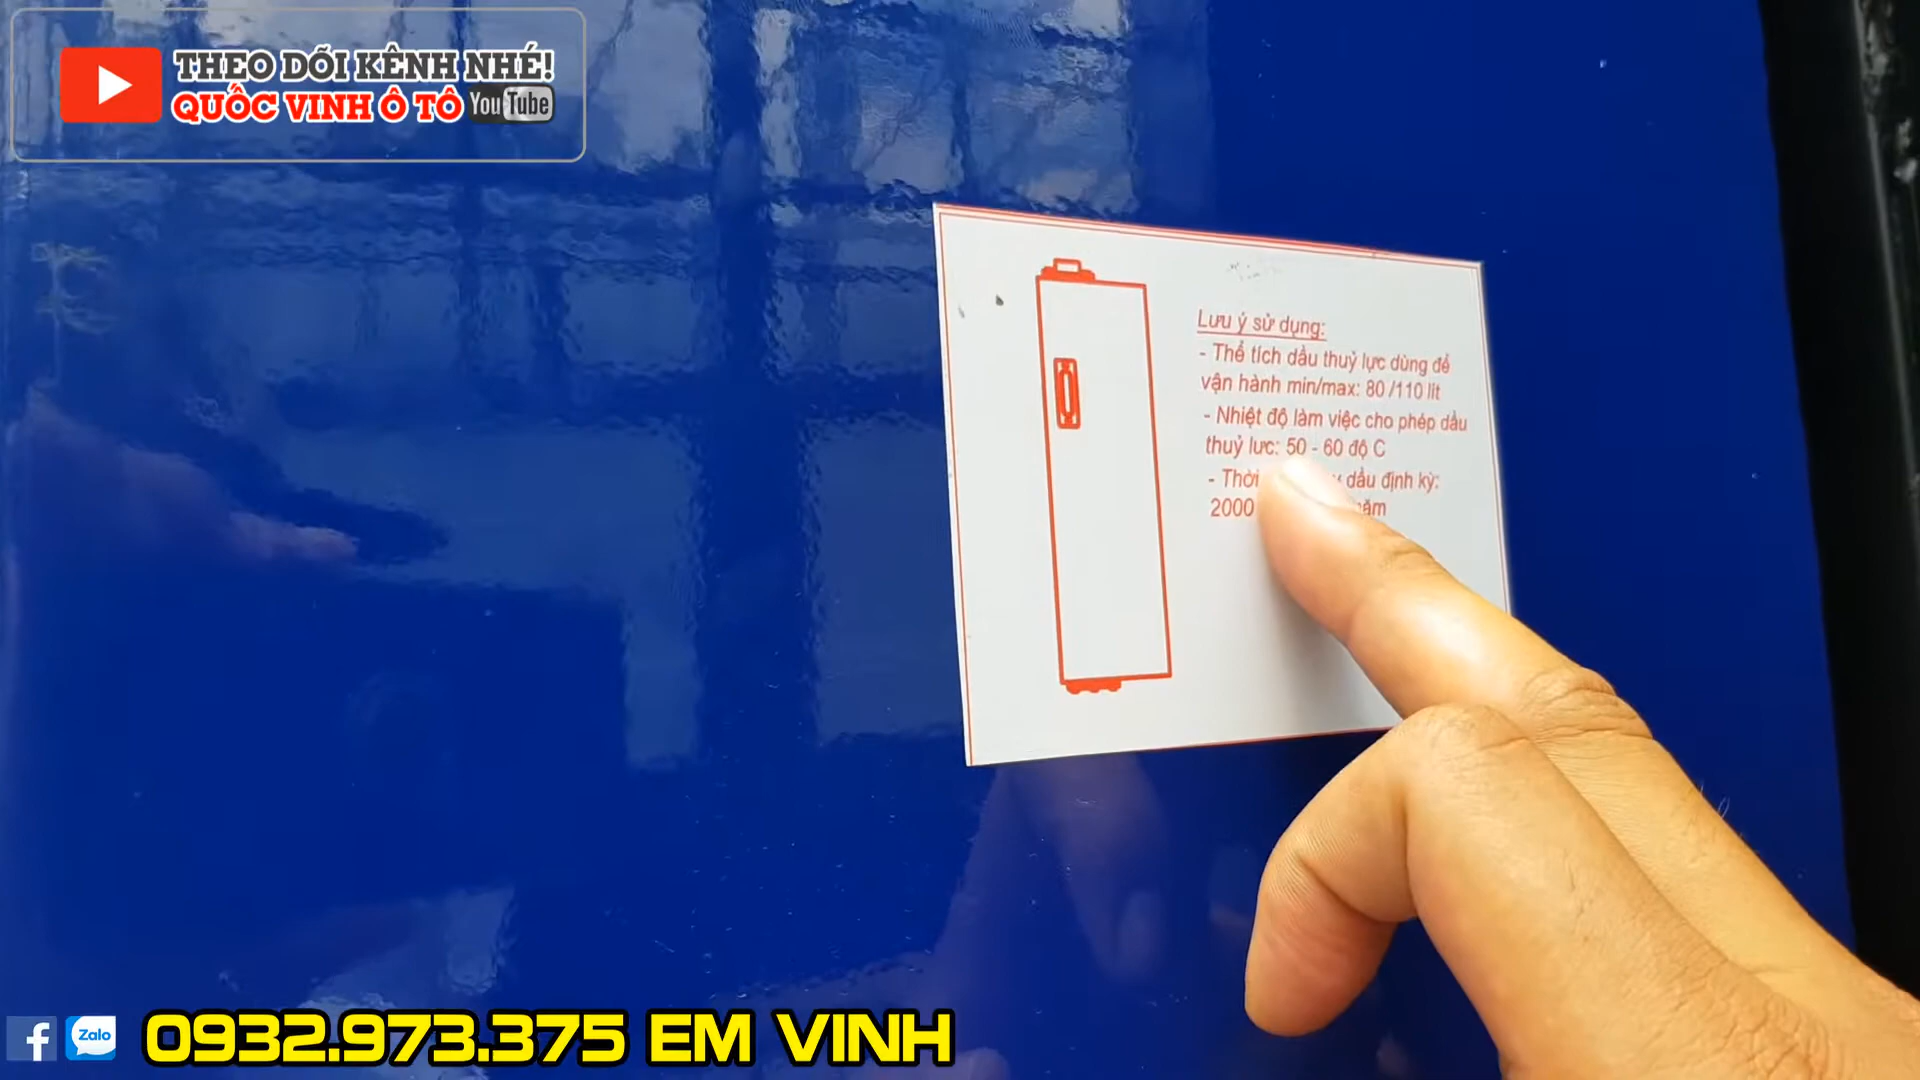 THEO DÕI KÊNH NHÉ!
QUỐC VINH Ô TÔ YouTube
Lưu ý sử dụng:
- Thể tích dầu thuỷ lực dùng để
vận hành min/max: 80 /110 lit
- Nhiệt độ làm việc cho phép dầu
thuỷ lực: 50 - 60 độ C
- Thời dầu định kỳ:
2000 năm
Zalo
0932.973.375 EM VINH